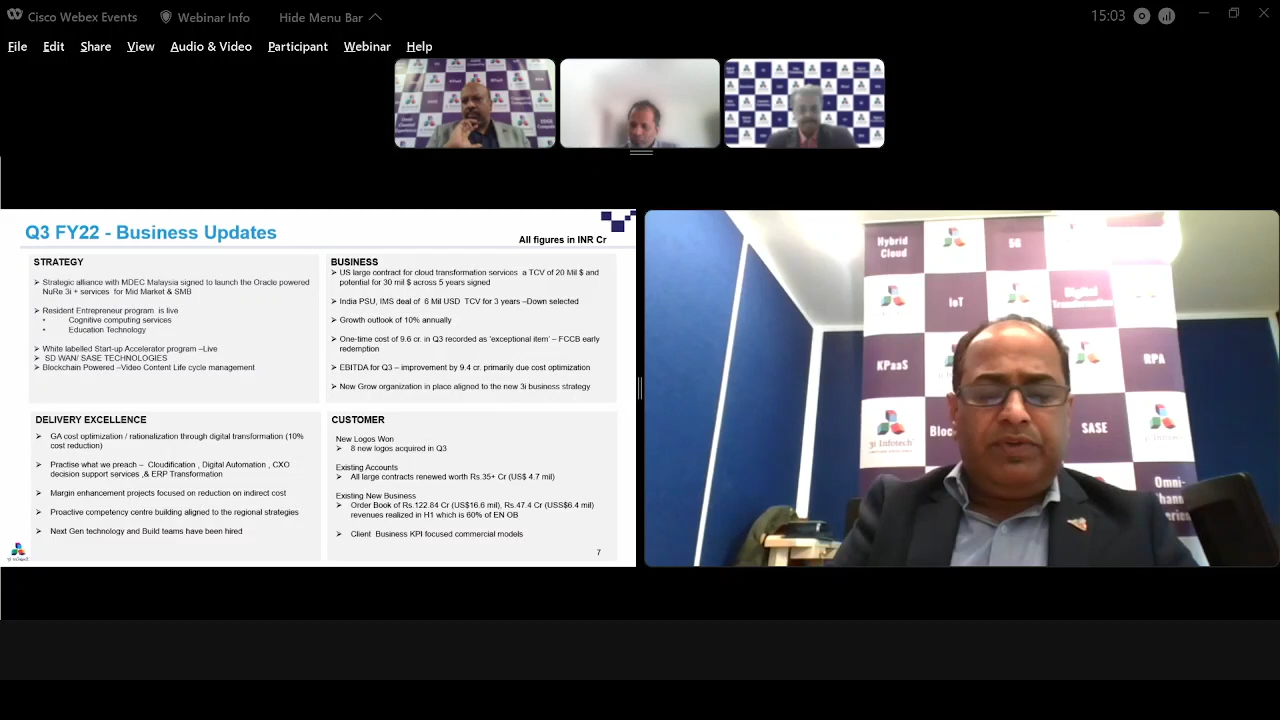 Cisco Webex Events
Webinar Info
Hide Menu Bar
15:03
File Edit Share View Audio & Video Participant Webinar Help
Q3 FY22 - Business Updates
All figures in INR Cr
STRATEGY
Strategic alliance with MDEC Malaysia signed to launch the Oracle powered
NuRe 3i + services for Mid Market & SMB
Resident Entrepreneur program is live
Cognitive computing services
Education Technology
White labelled Start-up Accelerator program –Live
SD WAN/ SASE TECHNOLOGIES
Blockchain Powered –Video Content Life cycle management
BUSINESS
US large contract for cloud transformation services a TCV of 20 Mil $ and
potential for 30 mil $ across 5 years signed
India PSU, IMS deal of 6 Mil USD TCV for 3 years –Down selected
Growth outlook of 10% annually
One-time cost of 9.6 cr. in Q3 recorded as 'exceptional item' – FCCB early
redemption
EBITDA for Q3 – improvement by 9.4 cr. primarily due cost optimization
New Grow organization in place aligned to the new 3i business strategy
DELIVERY EXCELLENCE
GA cost optimization / rationalization through digital transformation (10%
cost reduction)
Practise what we preach – Cloudification , Digital Automation , CXO
decision support services ,& ERP Transformation
Margin enhancement projects focused on reduction on indirect cost
Proactive competency centre building aligned to the regional strategies
Next Gen technology and Build teams have been hired
CUSTOMER
New Logos Won
8 new logos acquired in Q3
Existing Accounts
All large contracts renewed worth Rs 35+ Cr (US$ 4.7 mil)
Existing New Business
Order Book of Rs.122.84 Cr (US$16.6 mil), Rs.47.4 Cr (USS$6.4 mil)
revenues realized in H1 which is 60% of EN OB
Client Business KPI focused commercial models
7
Hybrid
Cloud
5G
IoT
Digital
KPaaS
RPA
SASE
3i Infotech
Omni-